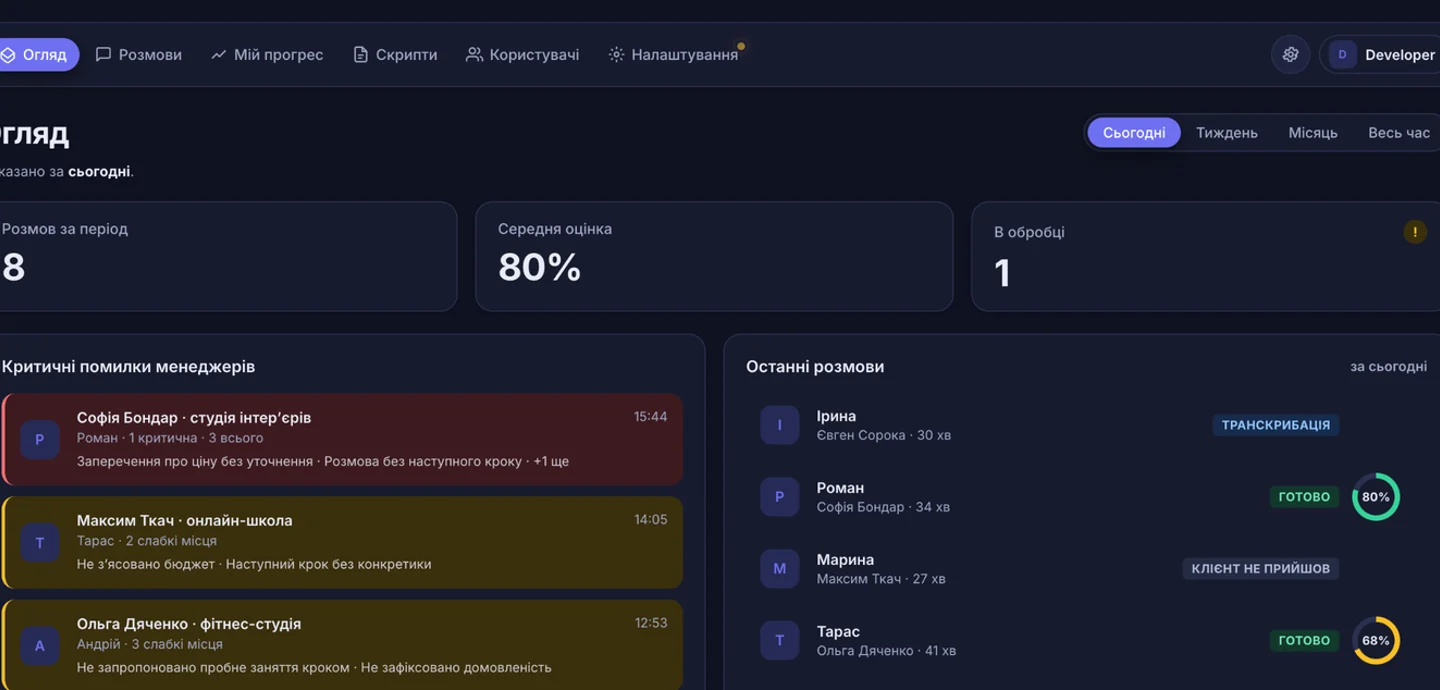 Огляд
Розмови
Мій прогрес
Скрипти
Користувачі
Налаштування
D
Developer
гляд
Сьогодні
Тиждень
Місяць
Весь час
казано за сьогодні.
Розмов за період
8
Середня оцінка
80%
В обробці
!
1
Критичні помилки менеджерів
Р
Софія Бондар · студія інтер’єрів
15:44
Роман · 1 критична · 3 всього
Заперечення про ціну без уточнення · Розмова без наступного кроку · +1 ще
Т
Максим Ткач · онлайн-школа
14:05
Тарас · 2 слабкі місця
Не з’ясовано бюджет · Наступний крок без конкретики
А
Ольга Дяченко · фітнес-студія
12:53
Андрій · 3 слабкі місця
Не запропоновано пробне заняття кроком · Не зафіксовано домовленість
Останні розмови
за сьогодні
І
Ірина
Євген Сорока · 30 хв
ТРАНСКРИБАЦІЯ
Р
Роман
Софія Бондар · 34 хв
ГОТОВО
80%
М
Марина
Максим Ткач · 27 хв
КЛІЄНТ НЕ ПРИЙШОВ
Т
Тарас
Ольга Дяченко · 41 хв
ГОТОВО
68%